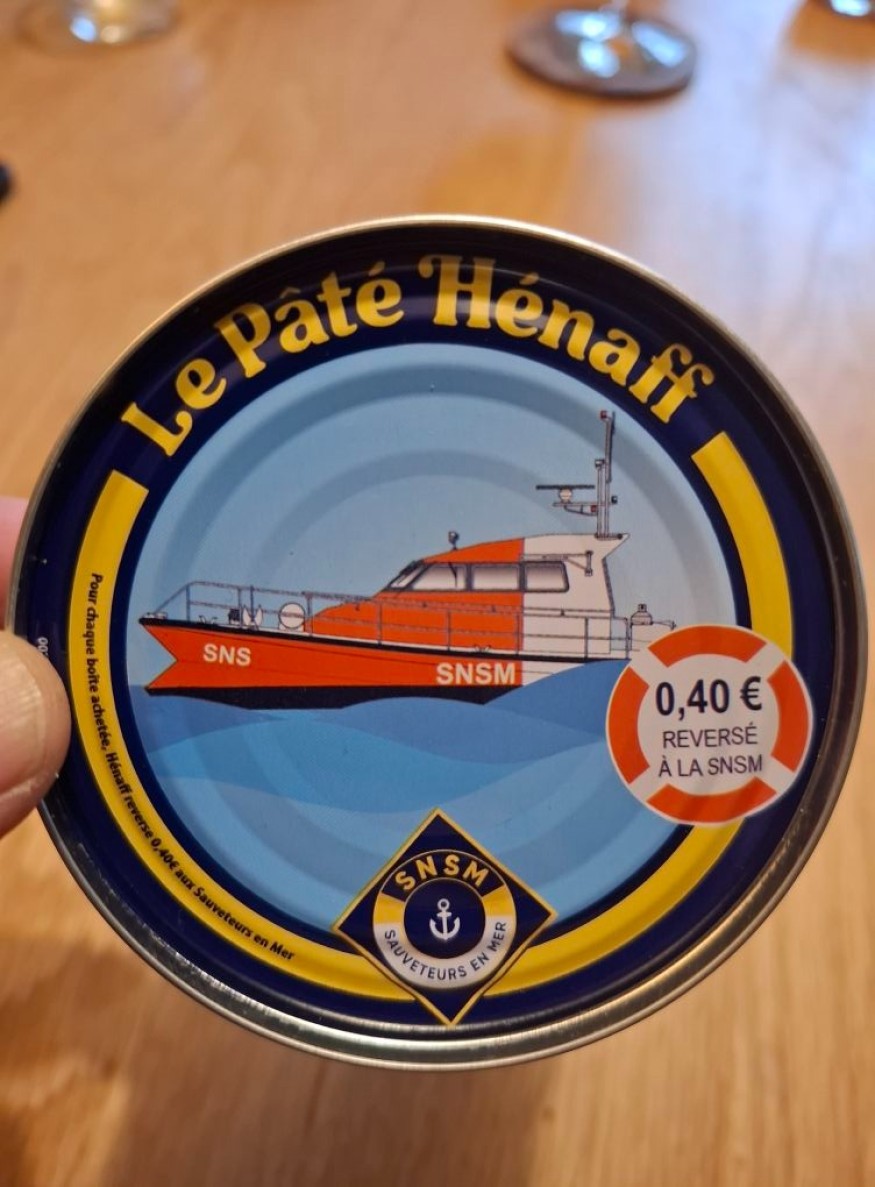 Le Pâté Hénaff
SNS
SNSM
0,40 €
REVERSÉ
À LA SNSM
Pour chaque boîte achetée, Hénaff reverse 0,40€ aux Sauveteurs en Mer
SNSM
SAUVETEURS EN MER